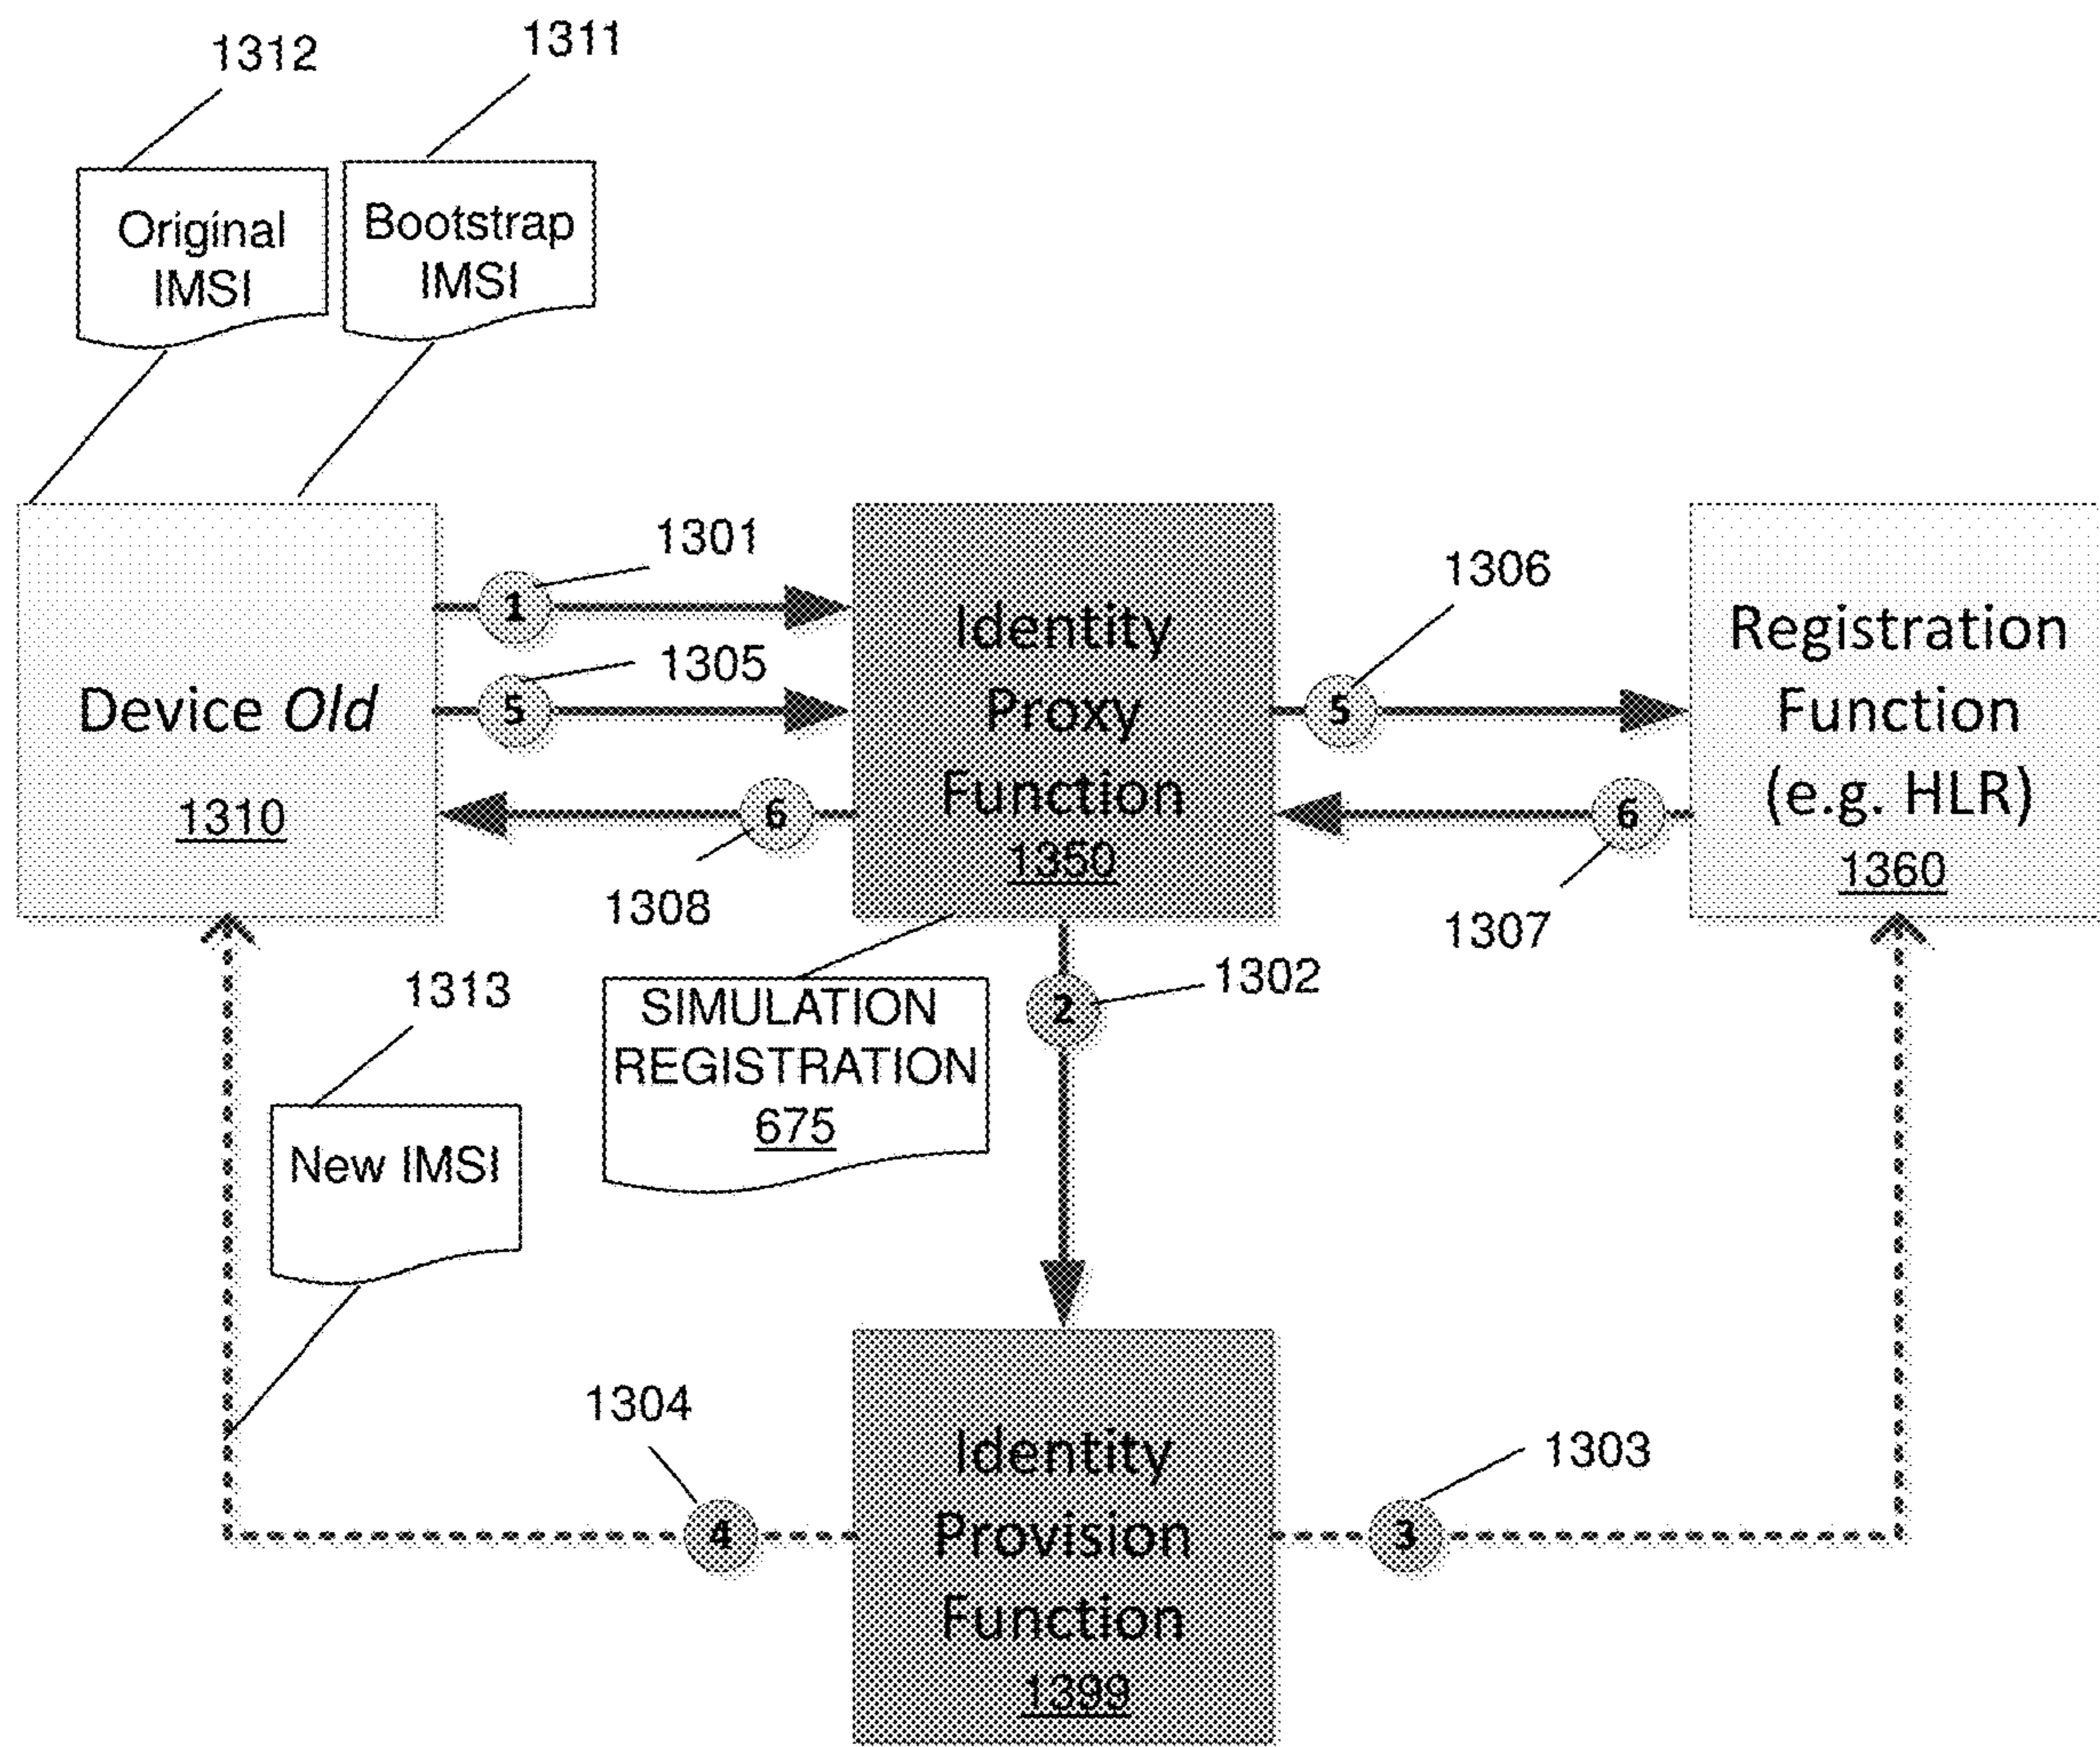 1312
1311
Original
IMSI
Bootstrap
IMSI
1301
1
1305
5
1306
5
Device Old
1310
Identity
Proxy
Function
1350
Registration
Function
(e.g. HLR)
1360
6
1308
6
1307
1313
New IMSI
SIMULATION
REGISTRATION
675
2
1302
1304
4
1303
3
Identity
Provision
Function
1399